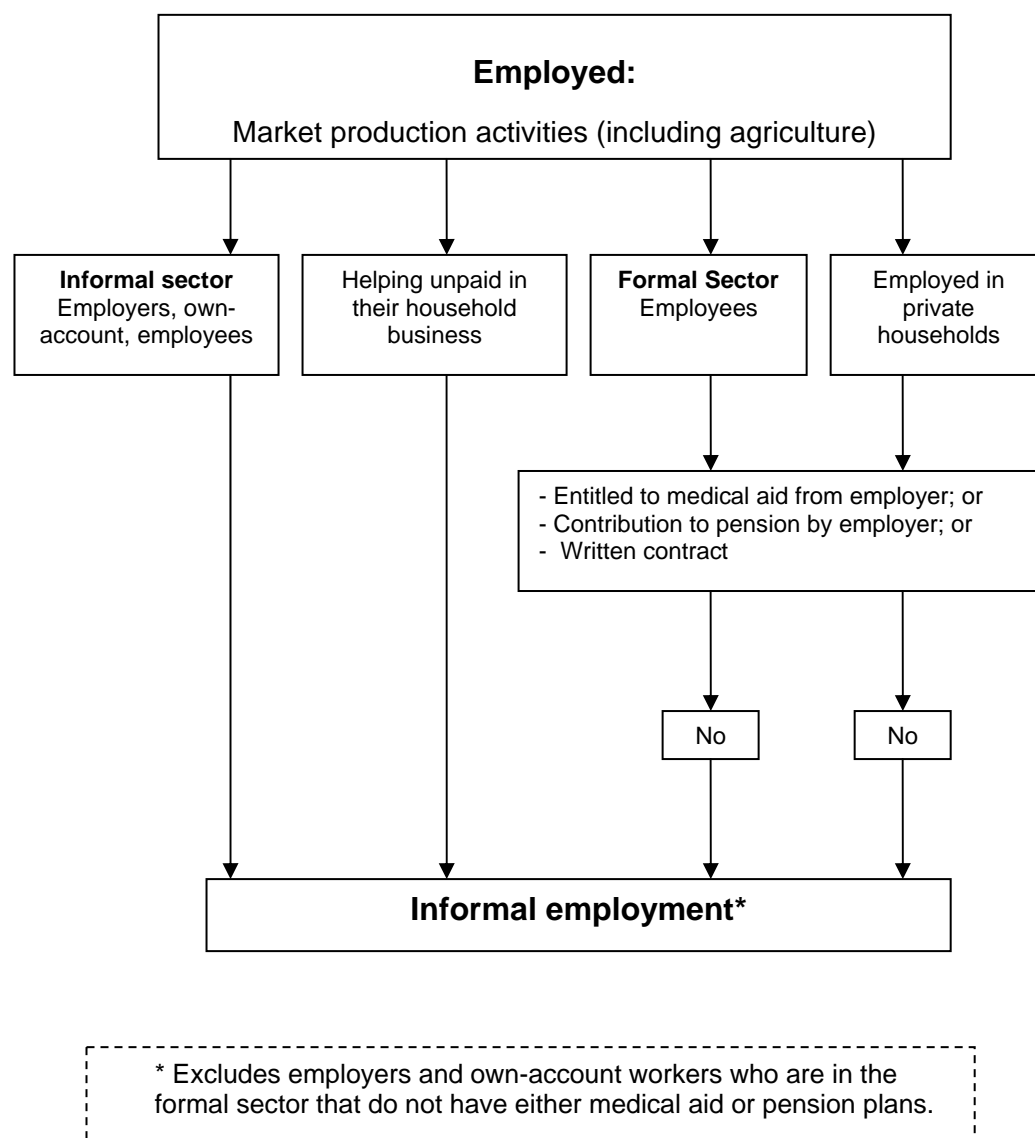 Employed:
Market production activities (including agriculture)
Informal sector
Employers, own-
account, employees
Helping unpaid in
their household
business
Formal Sector
Employees
Employed in
private
households
- Entitled to medical aid from employer; or
- Contribution to pension by employer; or
- Written contract
No
No
Informal employment*
* Excludes employers and own-account workers who are in the
formal sector that do not have either medical aid or pension plans.